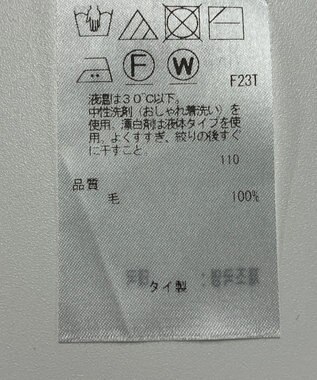 F
W
F23T
液温は30℃以下。
中性洗剤（おしゃれ着洗い）を
使用。漂白剤は液体タイプを使
用。よくすすぎ、絞りの後すぐ
に干すこと。
110
品質
毛
100%
タイ製